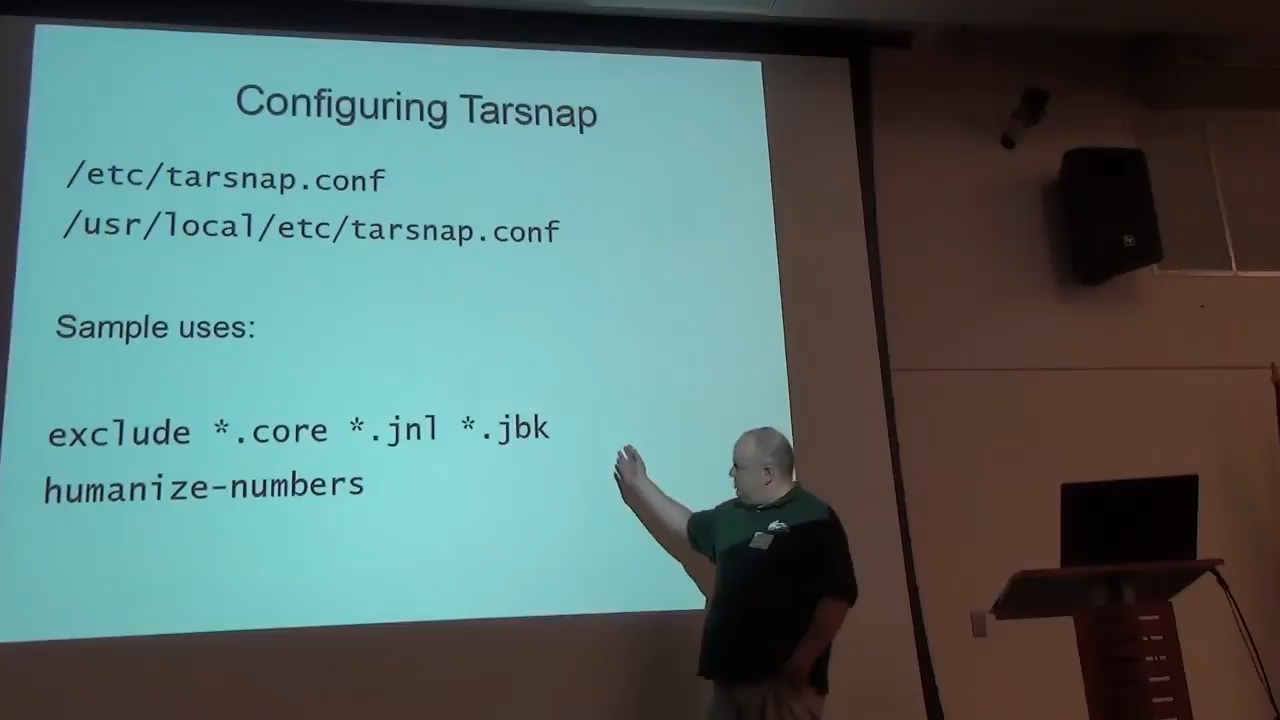 Configuring Tarsnap
/etc/tarsnap.conf
/usr/local/etc/tarsnap.conf
Sample uses:
exclude *.core *.jnl *.jbk
humanize-numbers